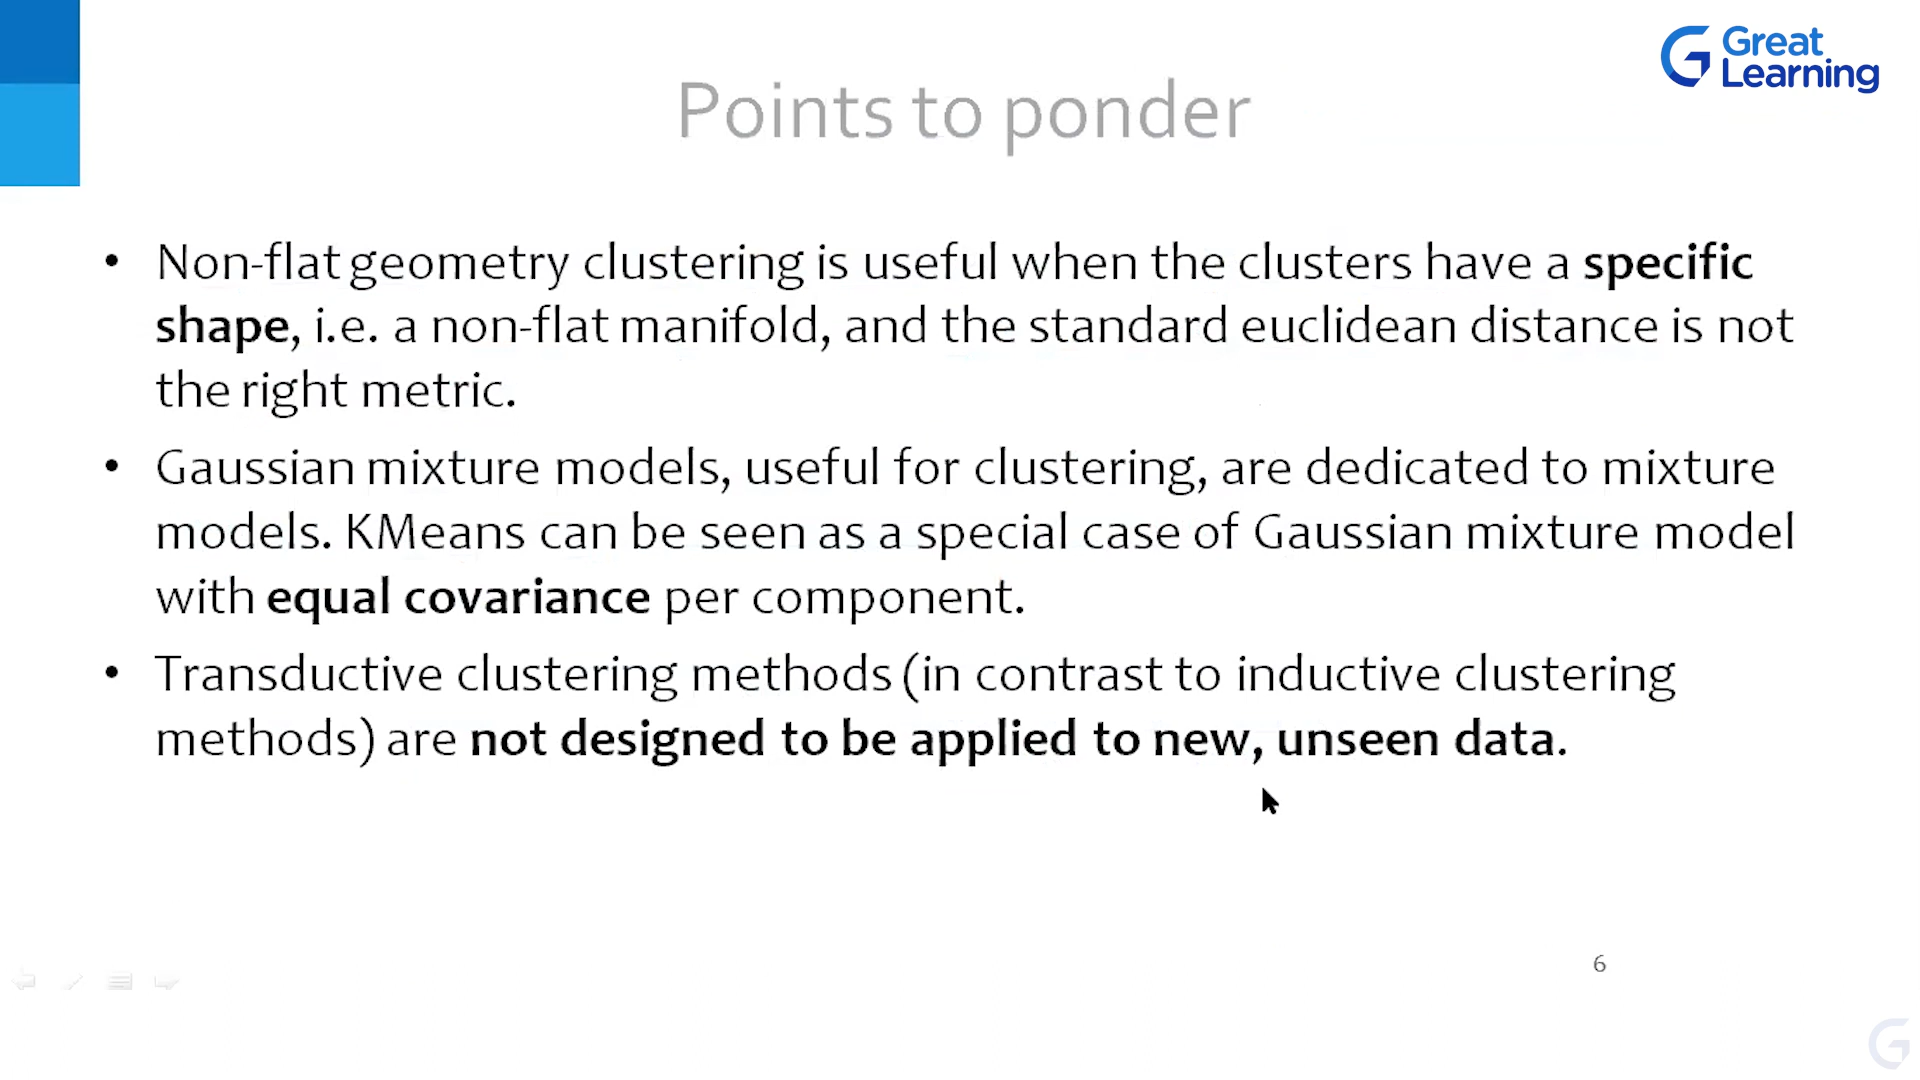 Great
Learning
Points to ponder
• Non-flat geometry clustering is useful when the clusters have a specific
shape, i.e. a non-flat manifold, and the standard euclidean distance is not
the right metric.
• Gaussian mixture models, useful for clustering, are dedicated to mixture
models. KMeans can be seen as a special case of Gaussian mixture model
with equal covariance per component.
• Transductive clustering methods (in contrast to inductive clustering
methods) are not designed to be applied to new, unseen data.
6